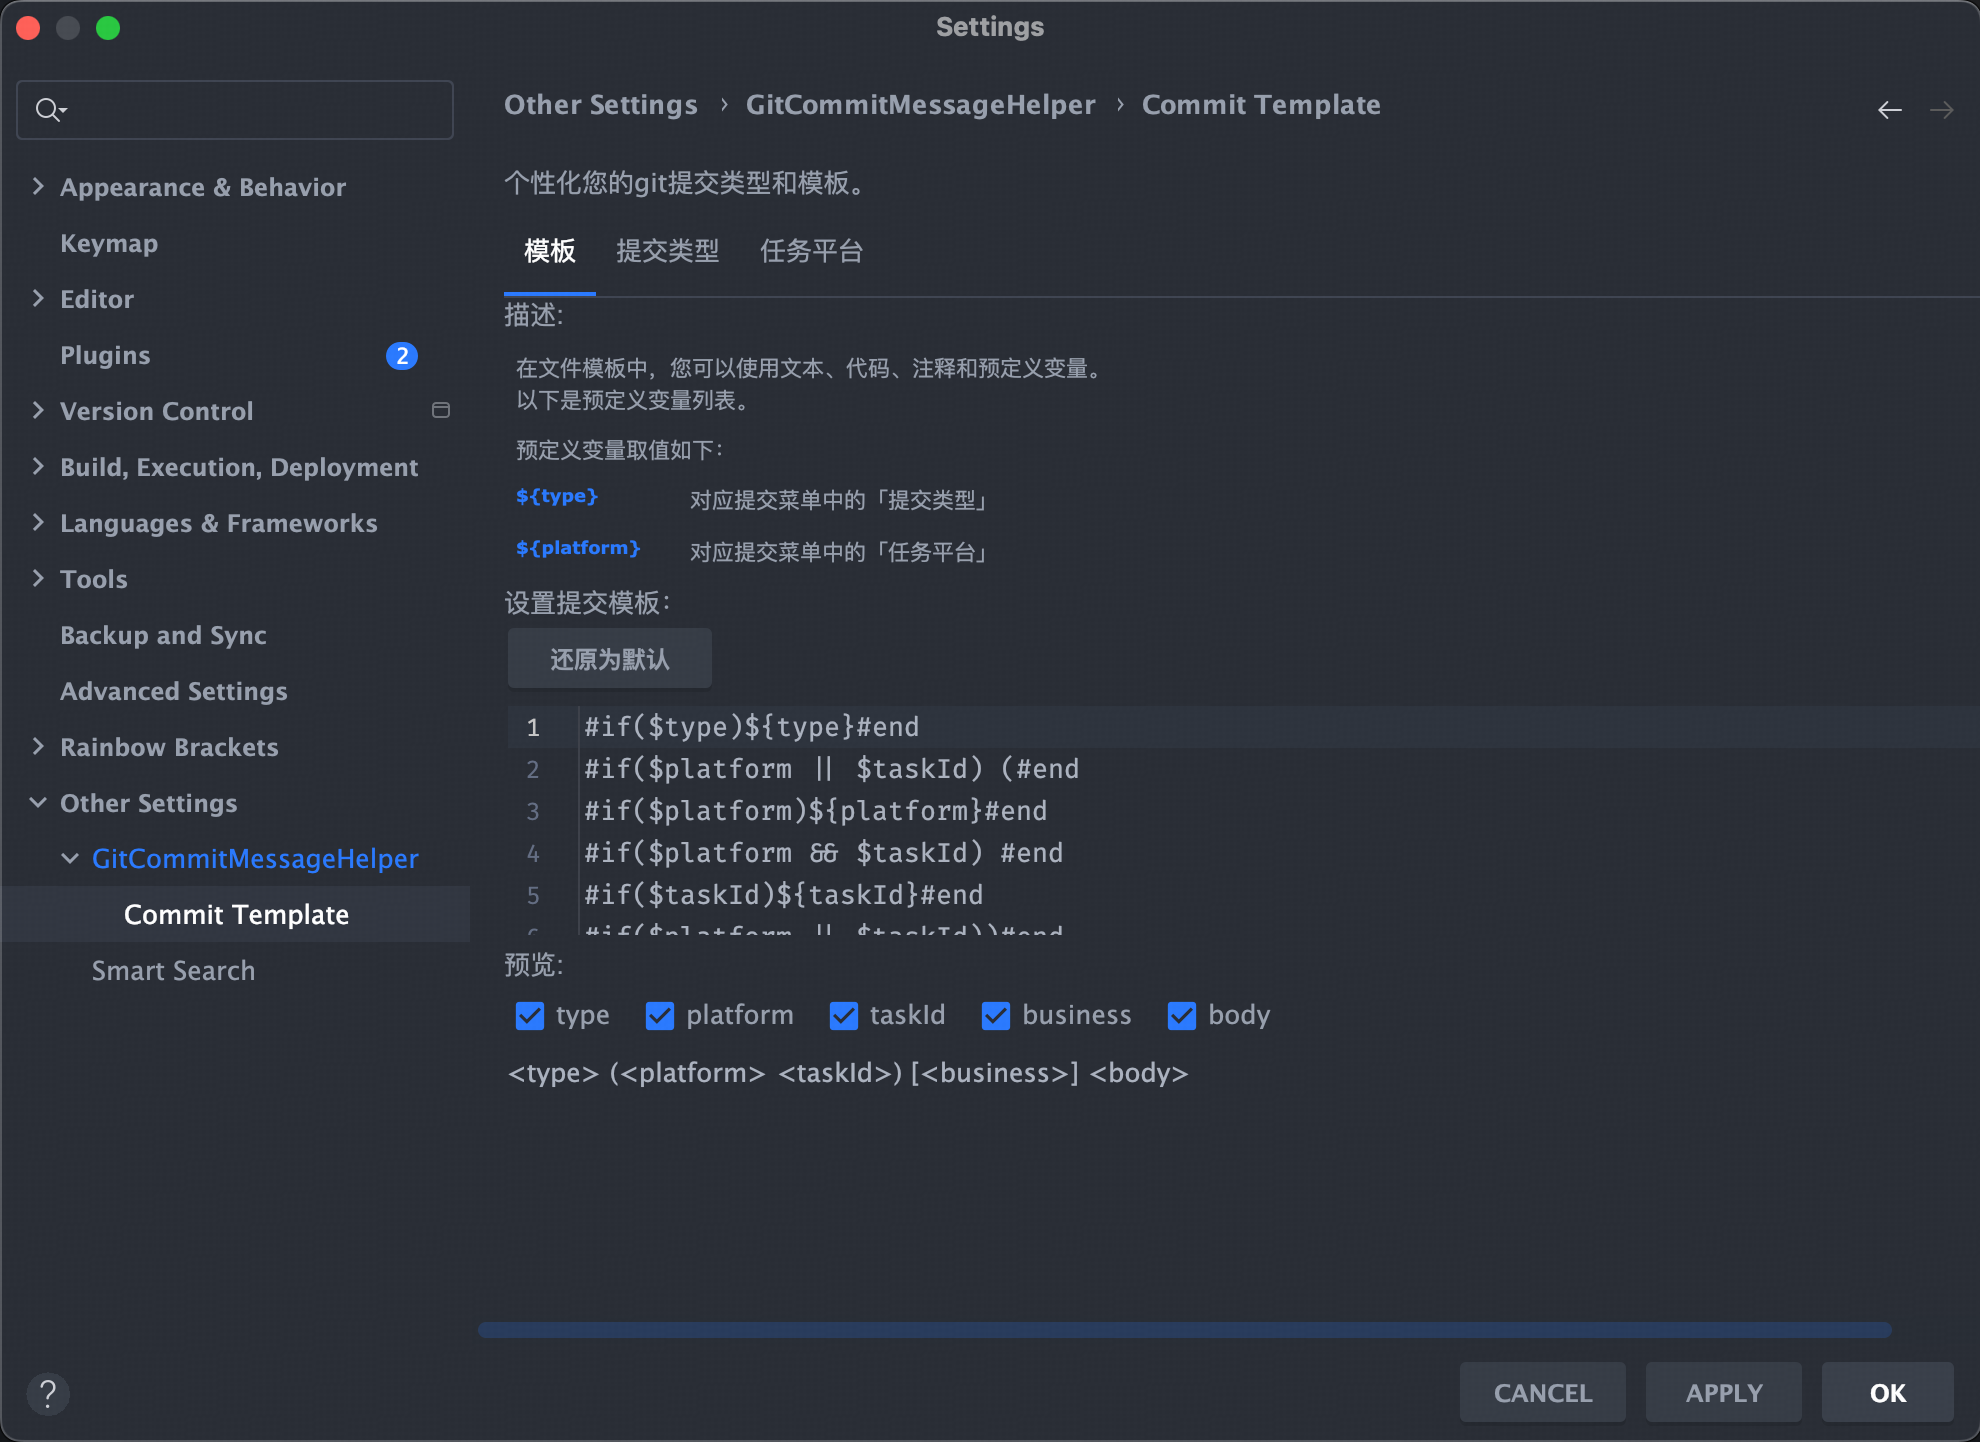 Settings
Other Settings › GitCommitMessageHelper › Commit Template
Appearance & Behavior
Keymap
Editor
Plugins 2
Version Control
Build, Execution, Deployment
Languages & Frameworks
Tools
Backup and Sync
Advanced Settings
Rainbow Brackets
Other Settings
GitCommitMessageHelper
Commit Template
Smart Search
个性化您的git提交类型和模板。
模板 提交类型 任务平台
描述:
在文件模板中，您可以使用文本、代码、注释和预定义变量。
以下是预定义变量列表。
预定义变量取值如下：
${type} 对应提交菜单中的「提交类型」
${platform} 对应提交菜单中的「任务平台」
设置提交模板：
还原为默认
1 #if($type)${type}#end
2 #if($platform || $taskId) (#end
3 #if($platform)${platform}#end
4 #if($platform && $taskId) #end
5 #if($taskId)${taskId}#end
6 #if($platform || $taskId))#end
预览:
type platform taskId business body
<type> (<platform> <taskId>) [<business>] <body>
?
CANCEL APPLY OK